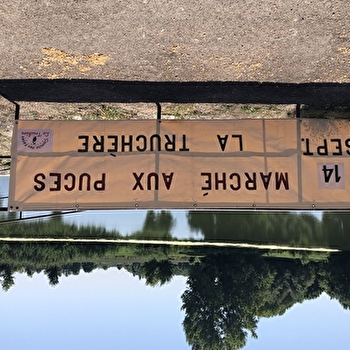 14 MARCHÉ AUX PUCES
SEPT. LA TRUCHÈRE